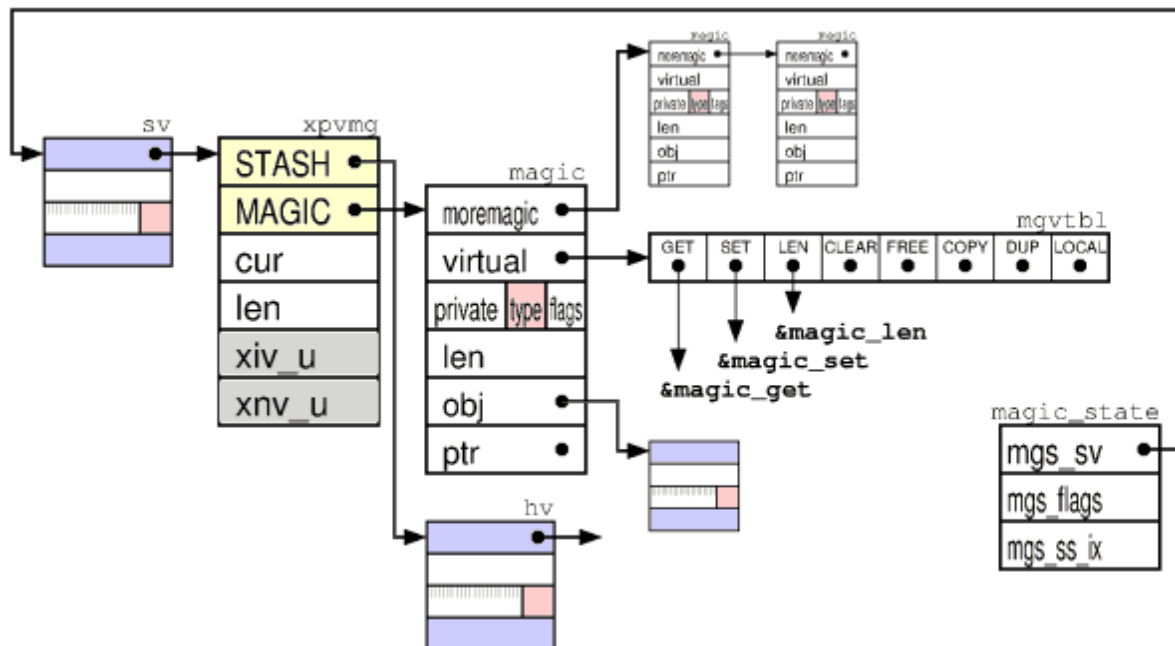 magic
moremagic
virtual
private type flags
len
obj
ptr
magic
moremagic
virtual
private type flags
len
obj
ptr
sv
xpvmg
STASH
MAGIC
cur
len
xiv_u
xnv_u
magic
moremagic
virtual
private type flags
len
obj
ptr
mgvtbl
GET SET LEN CLEAR FREE COPY DUP LOCAL
&magic_len
&magic_set
&magic_get
magic_state
mgs_sv
mgs_flags
mgs_ss_ix
hv